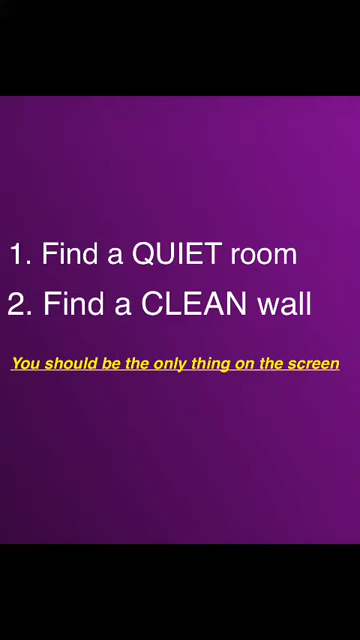 1. Find a QUIET room
2. Find a CLEAN wall
You should be the only thing on the screen